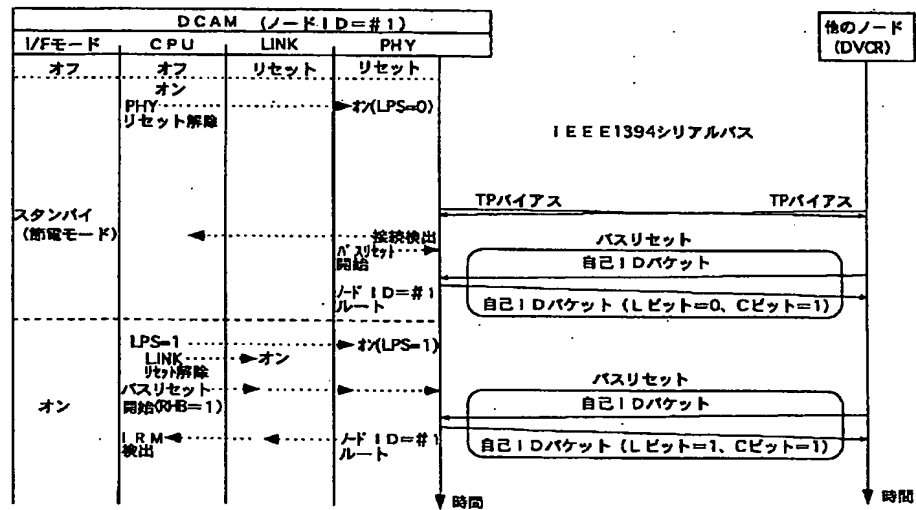 DCAM (ノードID=#1)
他のノード
(DVCR)
I/Fモード CPU LINK PHY
オフ オフ リセット リセット
オン
PHY オン(LPS=0)
リセット解除
IEEE1394シリアルバス
TPバイアス TPバイアス
スタンバイ
(節電モード)
接続検出
バスリセット
開始
バスリセット
自己IDパケット
ノードID=#1
ルート
自己IDパケット (Lビット=0、Cビット=1)
LPS=1 オン(LPS=1)
LINK オン
リセット解除
バスリセット
開始(RHB=1)
オン
バスリセット
自己IDパケット
IRM
検出
ノードID=#1
ルート
自己IDパケット (Lビット=1、Cビット=1)
時間 時間